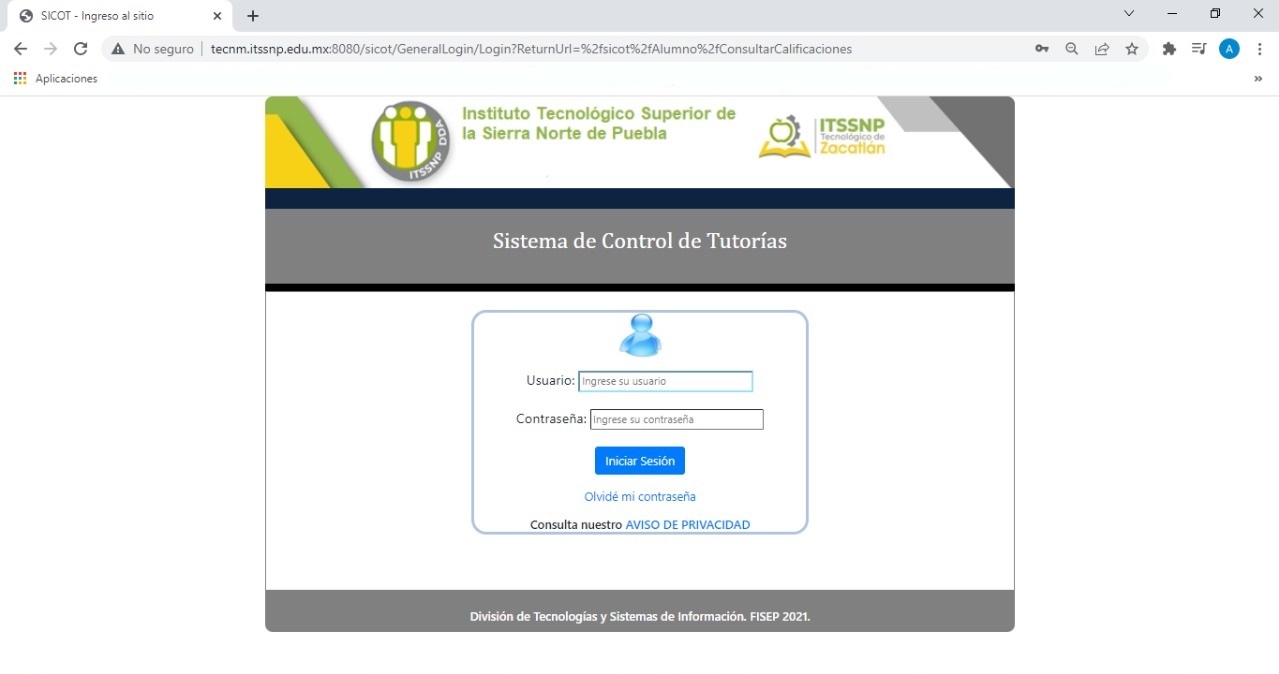 SICOT - Ingreso al sitio
No seguro
tecnm.itssnp.edu.mx:8080/sicot/GeneralLogin/Login?ReturnUrl=%2fsicot%2fAlumno%2fConsultarCalificaciones
A
Aplicaciones
ITSSNP DDA
Instituto Tecnológico Superior de
la Sierra Norte de Puebla
ITSSNP
Tecnológico de
Zacatlán
Sistema de Control de Tutorías
Usuario: Ingrese su usuario
Contraseña: Ingrese su contraseña
Iniciar Sesión
Olvidé mi contraseña
Consulta nuestro AVISO DE PRIVACIDAD
División de Tecnologías y Sistemas de Información. FISEP 2021.